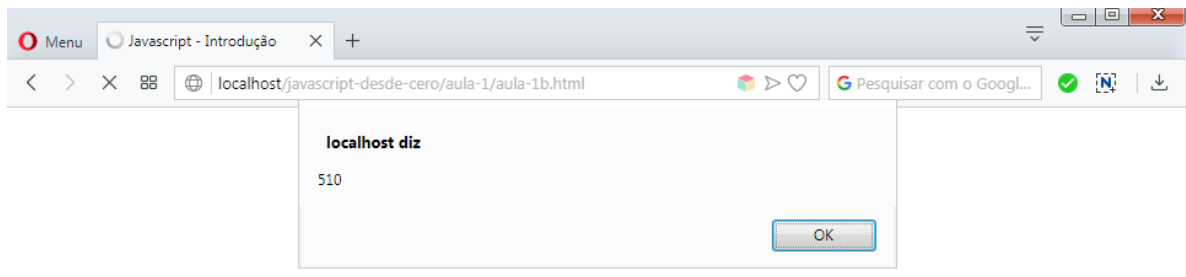 Menu
Javascript - Introdução
localhost/javascript-desde-cero/aula-1/aula-1b.html
G Pesquisar com o Googl...
N
localhost diz
510
OK